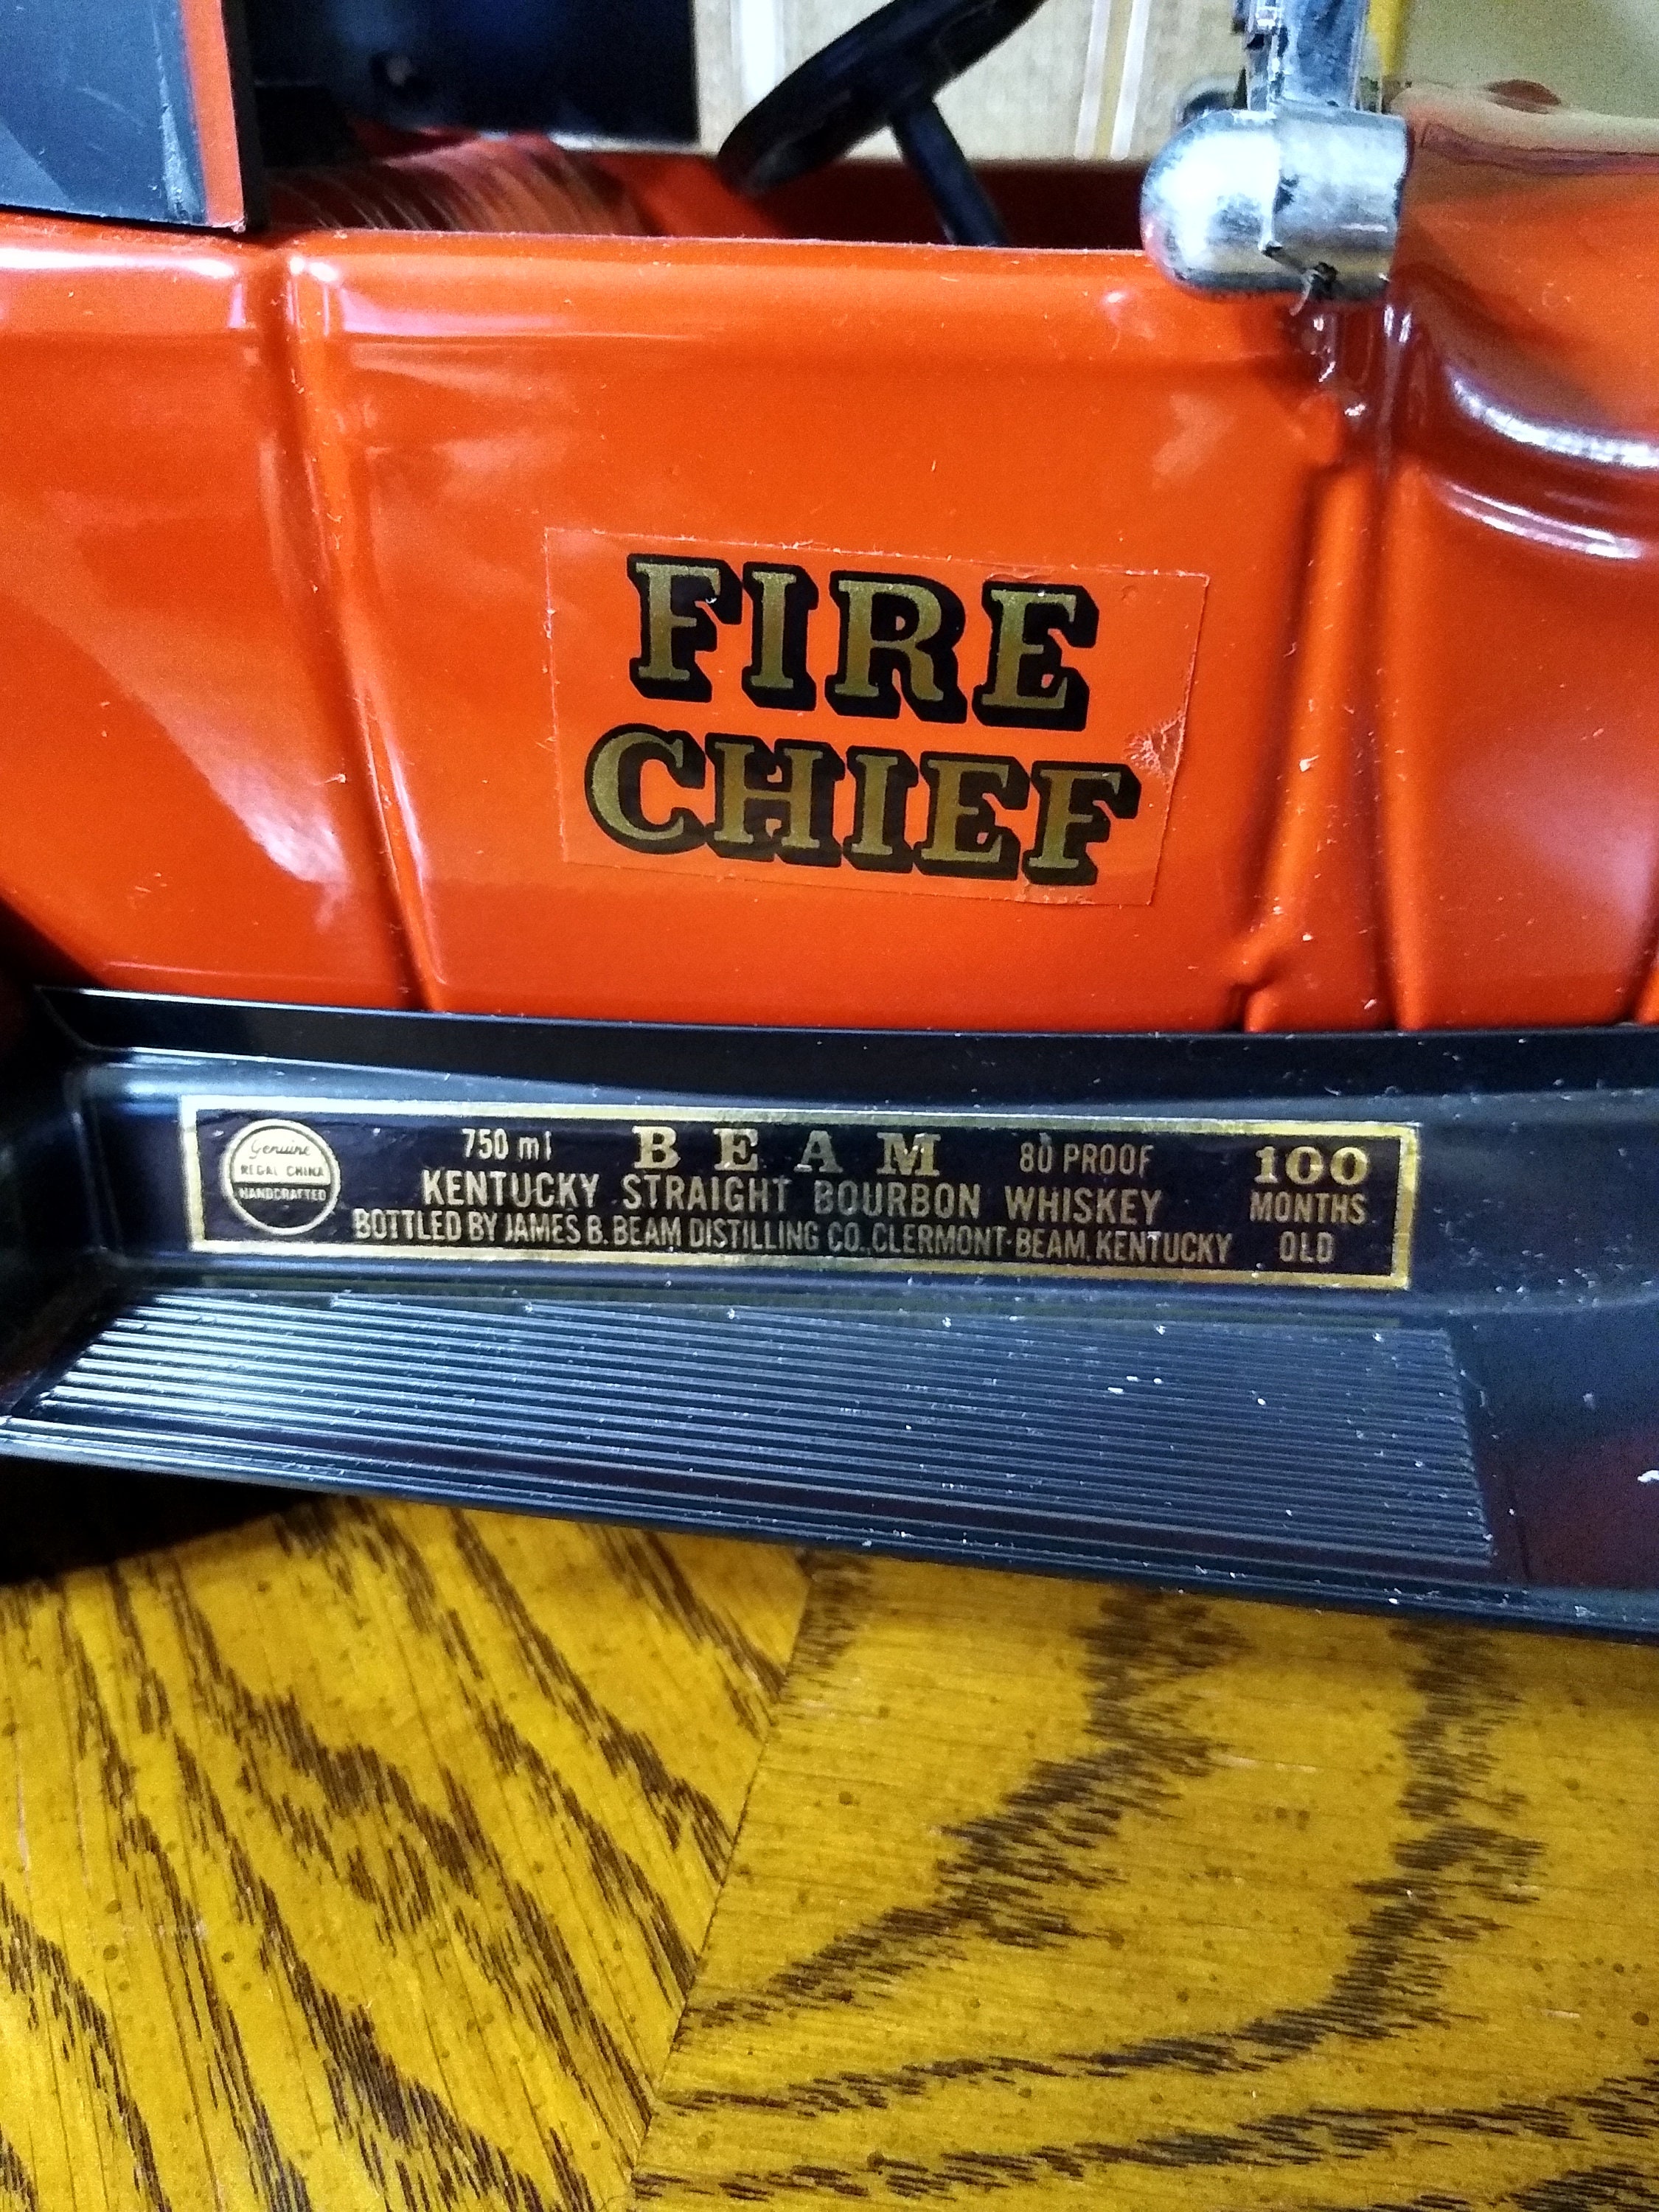 FIRE
CHIEF
Genuine
REGAL CHINA
HANDCRAFTED
750 ml BEAM 80 PROOF
KENTUCKY STRAIGHT BOURBON WHISKEY
BOTTLED BY JAMES B. BEAM DISTILLING CO., CLERMONT-BEAM, KENTUCKY
100
MONTHS
OLD